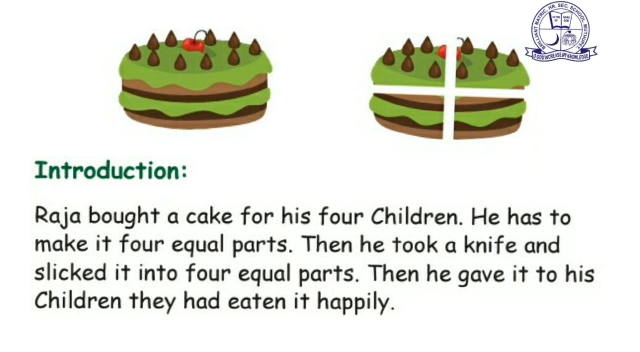 Introduction:
Raja bought a cake for his four Children. He has to
make it four equal parts. Then he took a knife and
slicked it into four equal parts. Then he gave it to his
Children they had eaten it happily.